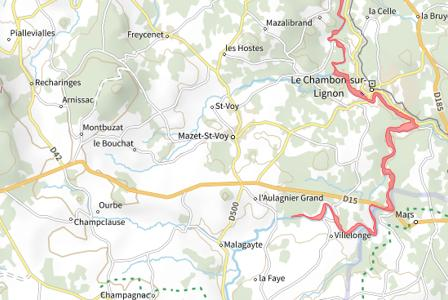 la Celle
la Bruy
Mazalibrand
Piallevialles
Freycenet
les Hostes
Le Chambon-sur-
Lignon
Recharinges
Arnissac
St-Voy
D185
Montbuzat
Mazet-St-Voy
le Bouchat
D42
l'Aulagnier Grand
D15
Ourbe
D500
Mars
Champclause
Villelonge
Malagayte
la Faye
Champagnac